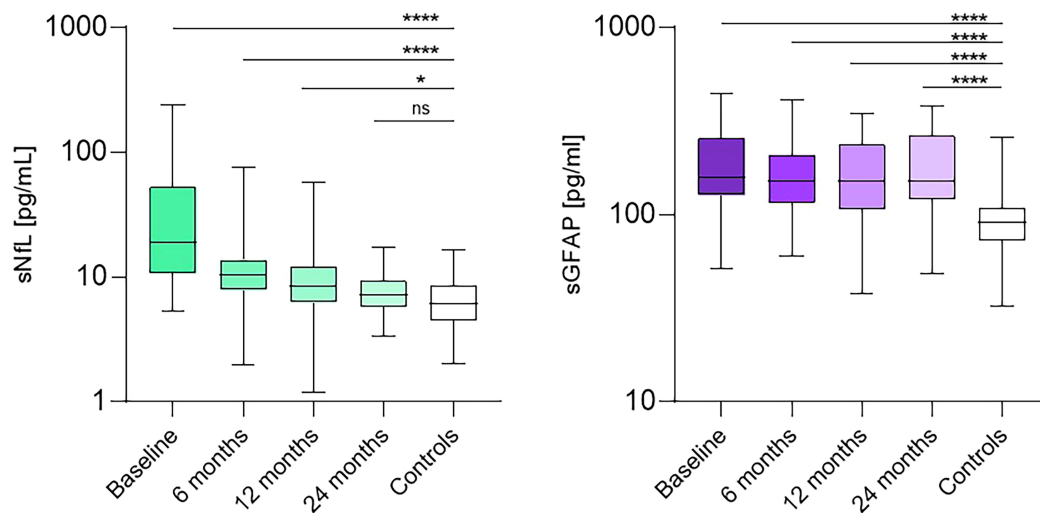 sNfL [pg/mL]
1000
100
10
1
****
****
*
ns
Baseline
6 months
12 months
24 months
Controls
sGFAP [pg/ml]
1000
100
10
****
****
****
****
Baseline
6 months
12 months
24 months
Controls